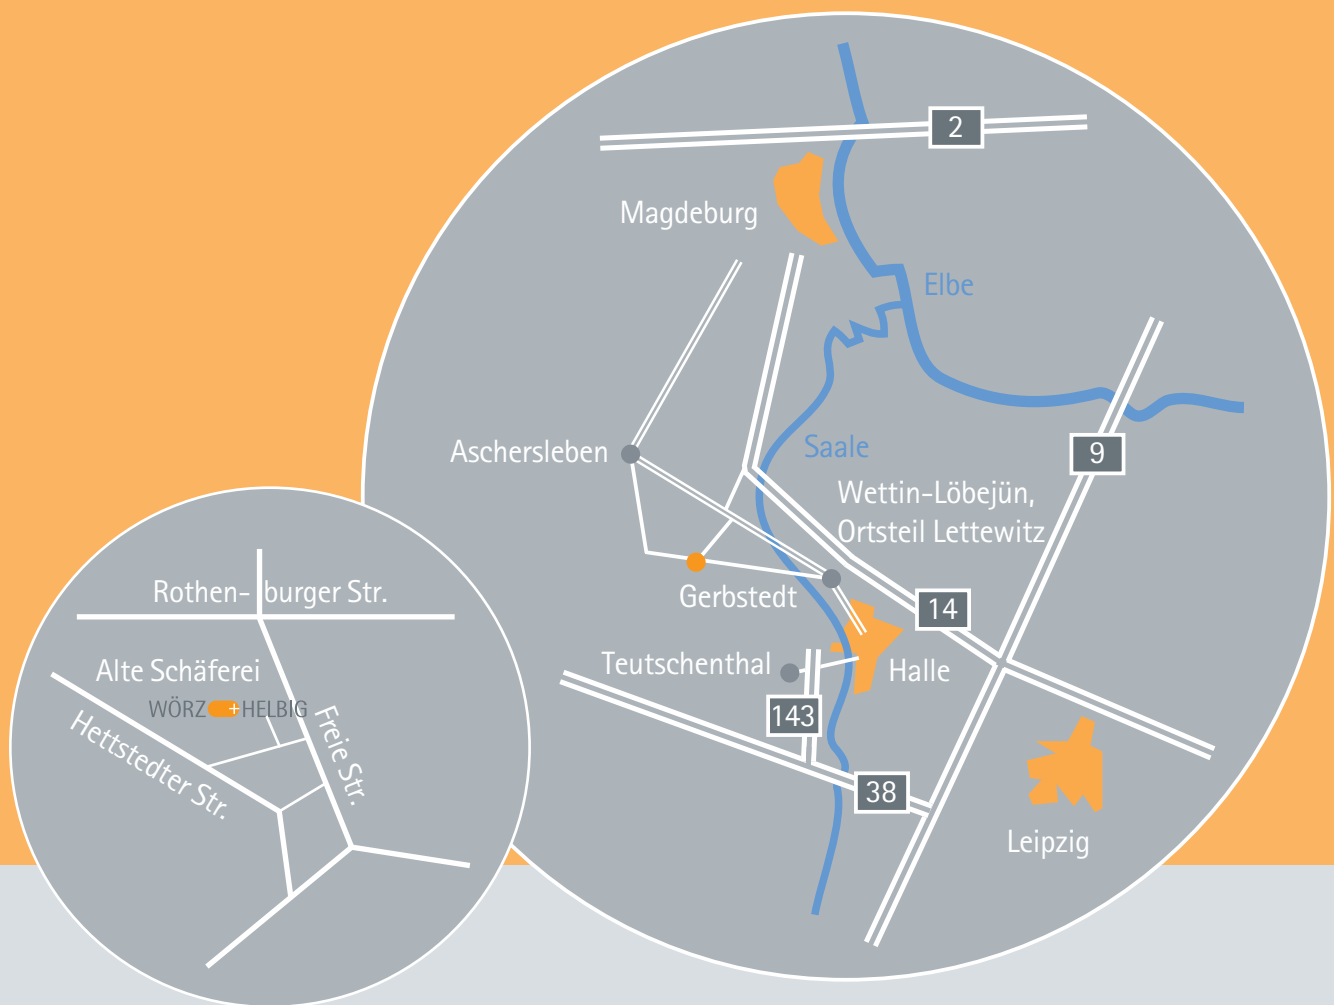 2
Magdeburg
Elbe
Aschersleben
Saale
9
Wettin-Löbejün,
Ortsteil Lettewitz
Gerbstedt
14
Teutschenthal
Halle
143
38
Leipzig
Rothen- burger Str.
Alte Schäferei
WÖRZ + HELBIG
Hettstedter Str.
Freie Str.